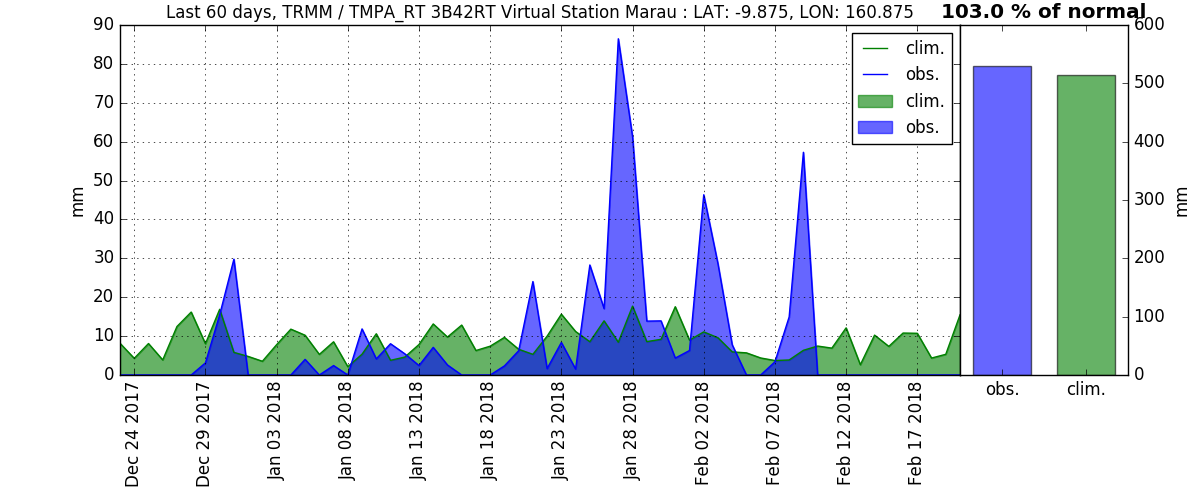 Last 60 days, TRMM / TMPA_RT 3B42RT Virtual Station Marau : LAT: -9.875, LON: 160.875
103.0 % of normal
90
80
70
60
50
40
30
20
10
0
mm
clim.
obs.
clim.
obs.
Dec 24 2017
Dec 29 2017
Jan 03 2018
Jan 08 2018
Jan 13 2018
Jan 18 2018
Jan 23 2018
Jan 28 2018
Feb 02 2018
Feb 07 2018
Feb 12 2018
Feb 17 2018
600
500
400
300
200
100
0
mm
obs.
clim.